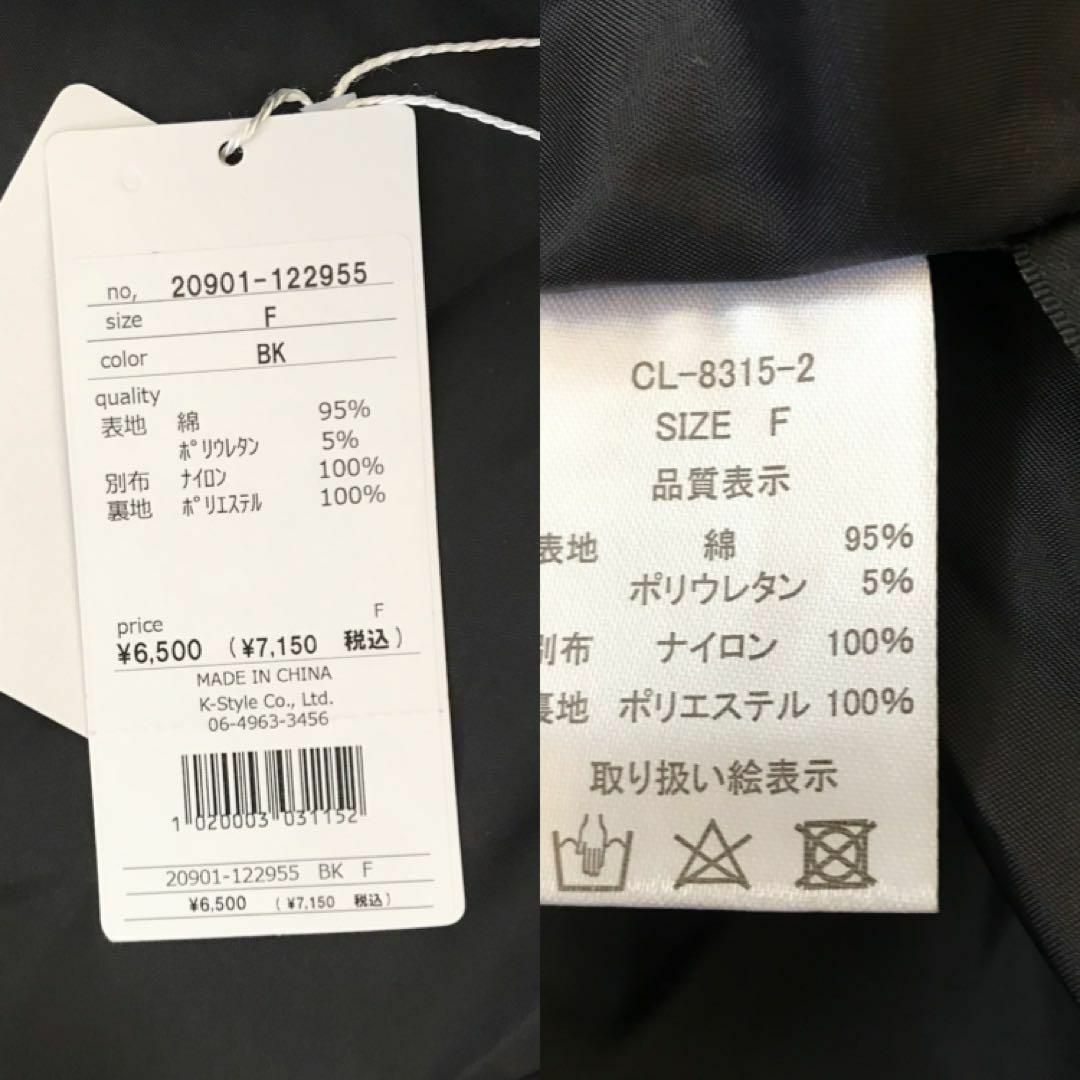 no, 20901-122955
size F
color BK
quality
表地 綿 95%
ﾎﾟﾘｳﾚﾀﾝ 5%
別布 ﾅｲﾛﾝ 100%
裏地 ﾎﾟﾘｴｽﾃﾙ 100%
F
price
¥6,500 (¥7,150 税込)
MADE IN CHINA
K-Style Co., Ltd.
06-4963-3456
1 020003 031152
20901-122955 BK F
¥6,500 (¥7,150 税込)
CL-8315-2
SIZE F
品質表示
表地 綿 95%
ポリウレタン 5%
別布 ナイロン 100%
裏地 ポリエステル 100%
取り扱い絵表示